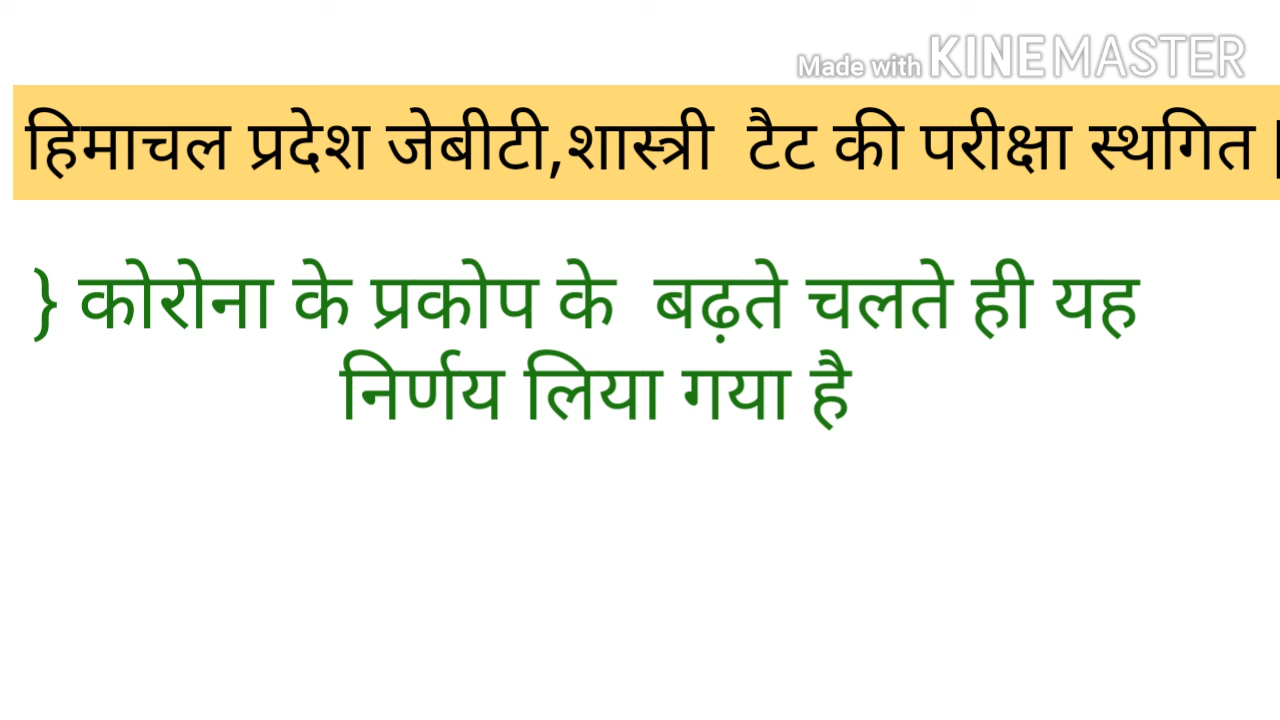 Made with KINEMASTER
हिमाचल प्रदेश जेबीटी,शास्त्री टैट की परीक्षा स्थगित |
} कोरोना के प्रकोप के बढ़ते चलते ही यह
निर्णय लिया गया है